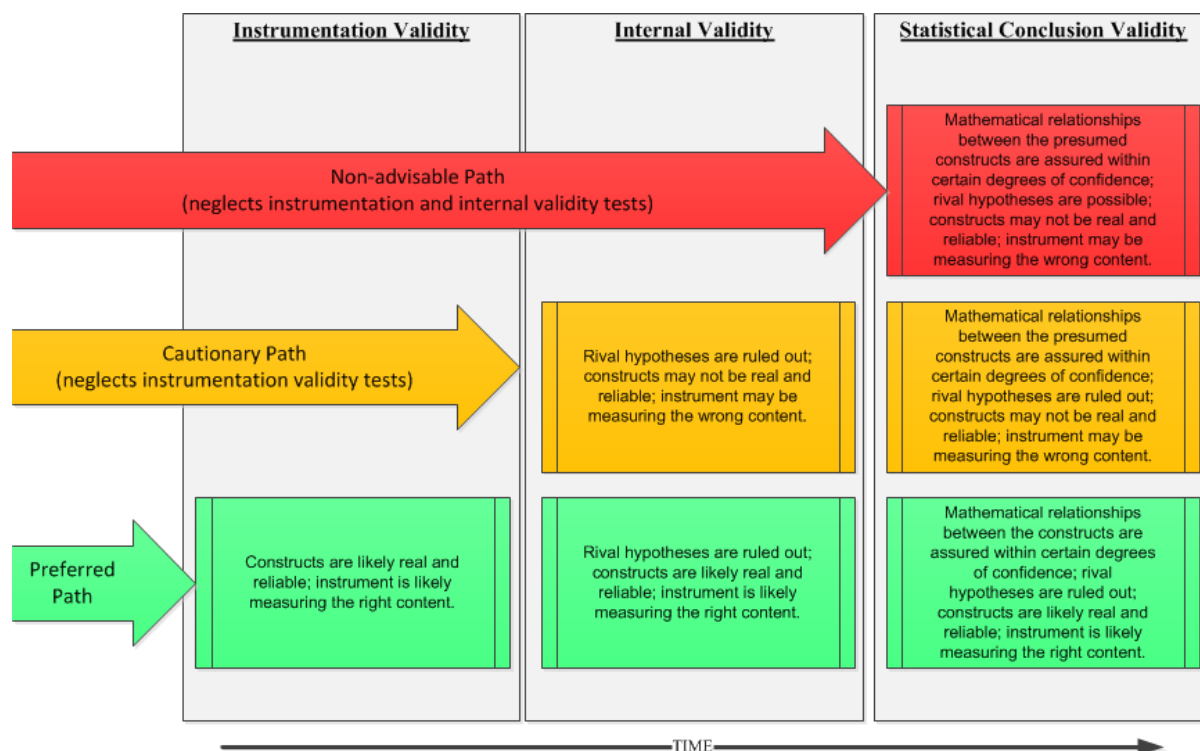 Instrumentation Validity
Internal Validity
Statistical Conclusion Validity
Non-advisable Path
(neglects instrumentation and internal validity tests)
Mathematical relationships
between the presumed
constructs are assured within
certain degrees of confidence;
rival hypotheses are possible;
constructs may not be real and
reliable; instrument may be
measuring the wrong content.
Cautionary Path
(neglects instrumentation validity tests)
Rival hypotheses are ruled out;
constructs may not be real and
reliable; instrument may be
measuring the wrong content.
Mathematical relationships
between the presumed
constructs are assured within
certain degrees of confidence;
rival hypotheses are ruled out;
constructs may not be real and
reliable; instrument may be
measuring the wrong content.
Preferred
Path
Constructs are likely real and
reliable; instrument is likely
measuring the right content.
Rival hypotheses are ruled out;
constructs are likely real and
reliable; instrument is likely
measuring the right content.
Mathematical relationships
between the constructs are
assured within certain degrees
of confidence; rival
hypotheses are ruled out;
constructs are likely real and
reliable; instrument is likely
measuring the right content.
TIME